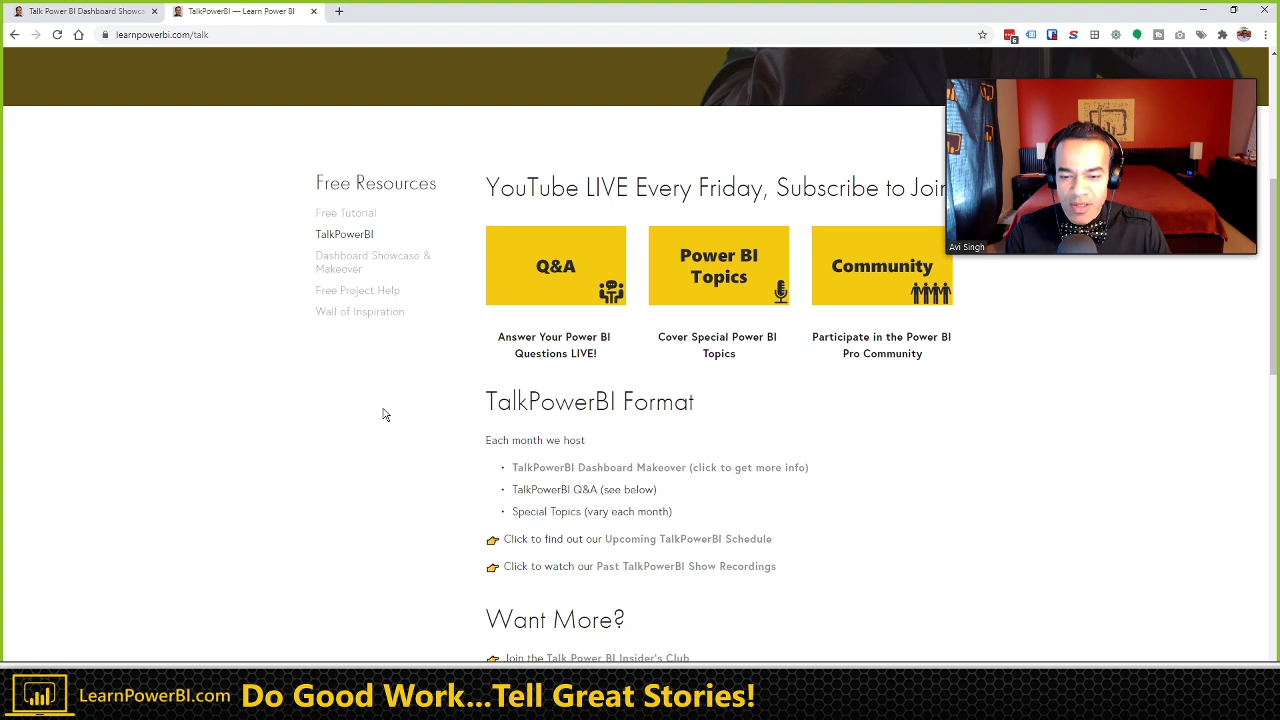 Talk Power BI Dashboard Showca
TalkPowerBI — Learn Power BI
learnpowerbi.com/talk
6
Avi Singh
Free Resources
Free Tutorial
TalkPowerBI
Dashboard Showcase &
Makeover
Free Project Help
Wall of Inspiration
YouTube LIVE Every Friday, Subscribe to Join
Q&A
Power BI
Topics
Community
Answer Your Power BI
Questions LIVE!
Cover Special Power BI
Topics
Participate in the Power BI
Pro Community
TalkPowerBI Format
Each month we host
• TalkPowerBI Dashboard Makeover (click to get more info)
• TalkPowerBI Q&A (see below)
• Special Topics (vary each month)
Click to find out our Upcoming TalkPowerBI Schedule
Click to watch our Past TalkPowerBI Show Recordings
Want More?
Join the Talk Power BI Insider's Club
LearnPowerBI.com Do Good Work...Tell Great Stories!